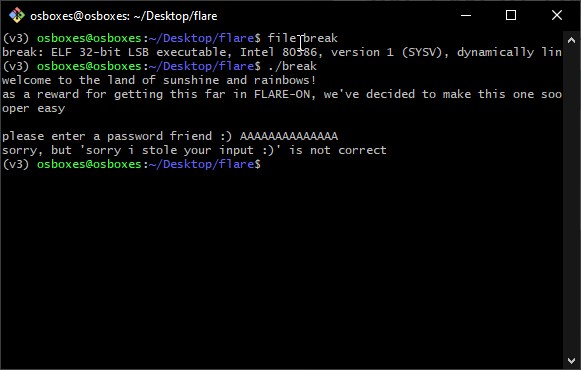 osboxes@osboxes: ~/Desktop/flare
(v3) osboxes@osboxes:~/Desktop/flare$ file break
break: ELF 32-bit LSB executable, Intel 80386, version 1 (SYSV), dynamically lin
(v3) osboxes@osboxes:~/Desktop/flare$ ./break
welcome to the land of sunshine and rainbows!
as a reward for getting this far in FLARE-ON, we've decided to make this one soo
oper easy
please enter a password friend :) AAAAAAAAAAAAAA
sorry, but 'sorry i stole your input :)' is not correct
(v3) osboxes@osboxes:~/Desktop/flare$